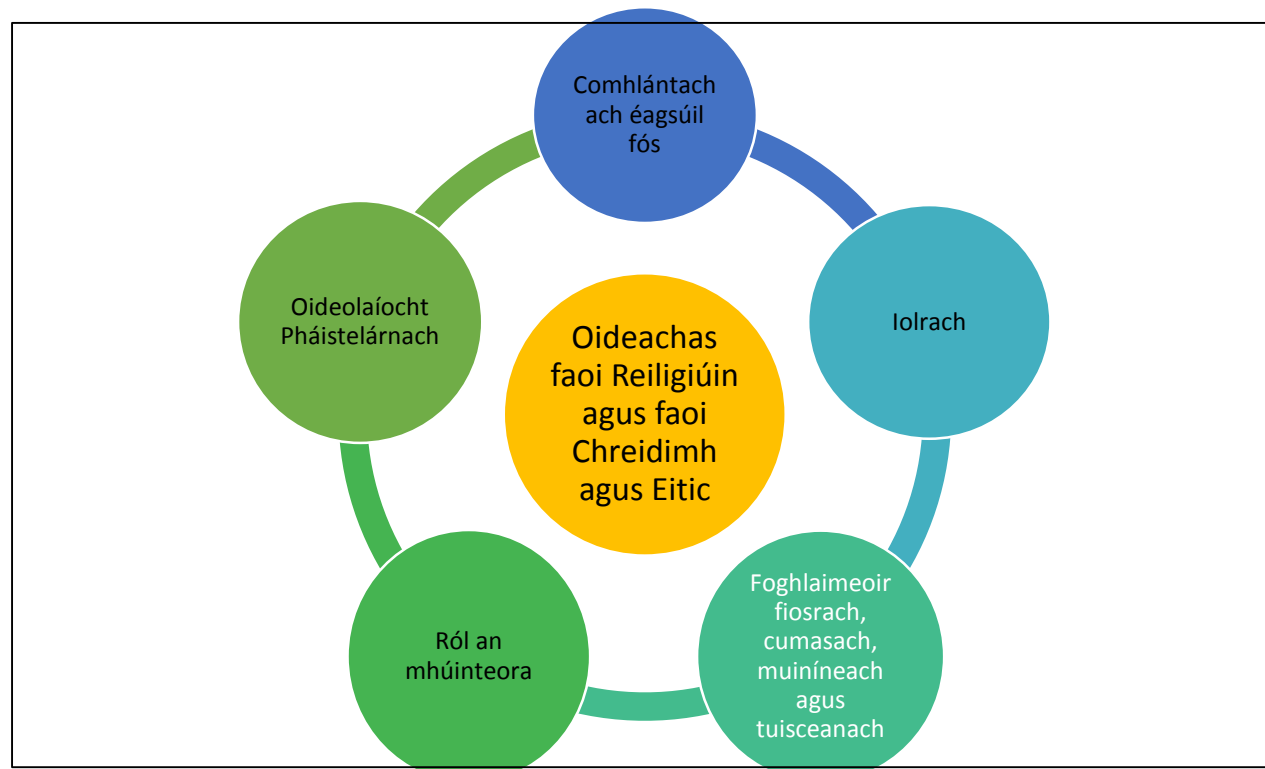 Comhlántach
ach éagsúil
fós
Iolrach
Foghlaimeoir
fiosrach,
cumasach,
muiníneach
agus
tuisceanach
Ról an
mhúinteora
Oideolaíocht
Pháistelárnach
Oideachas
faoi Reiligiúin
agus faoi
Chreidimh
agus Eitic